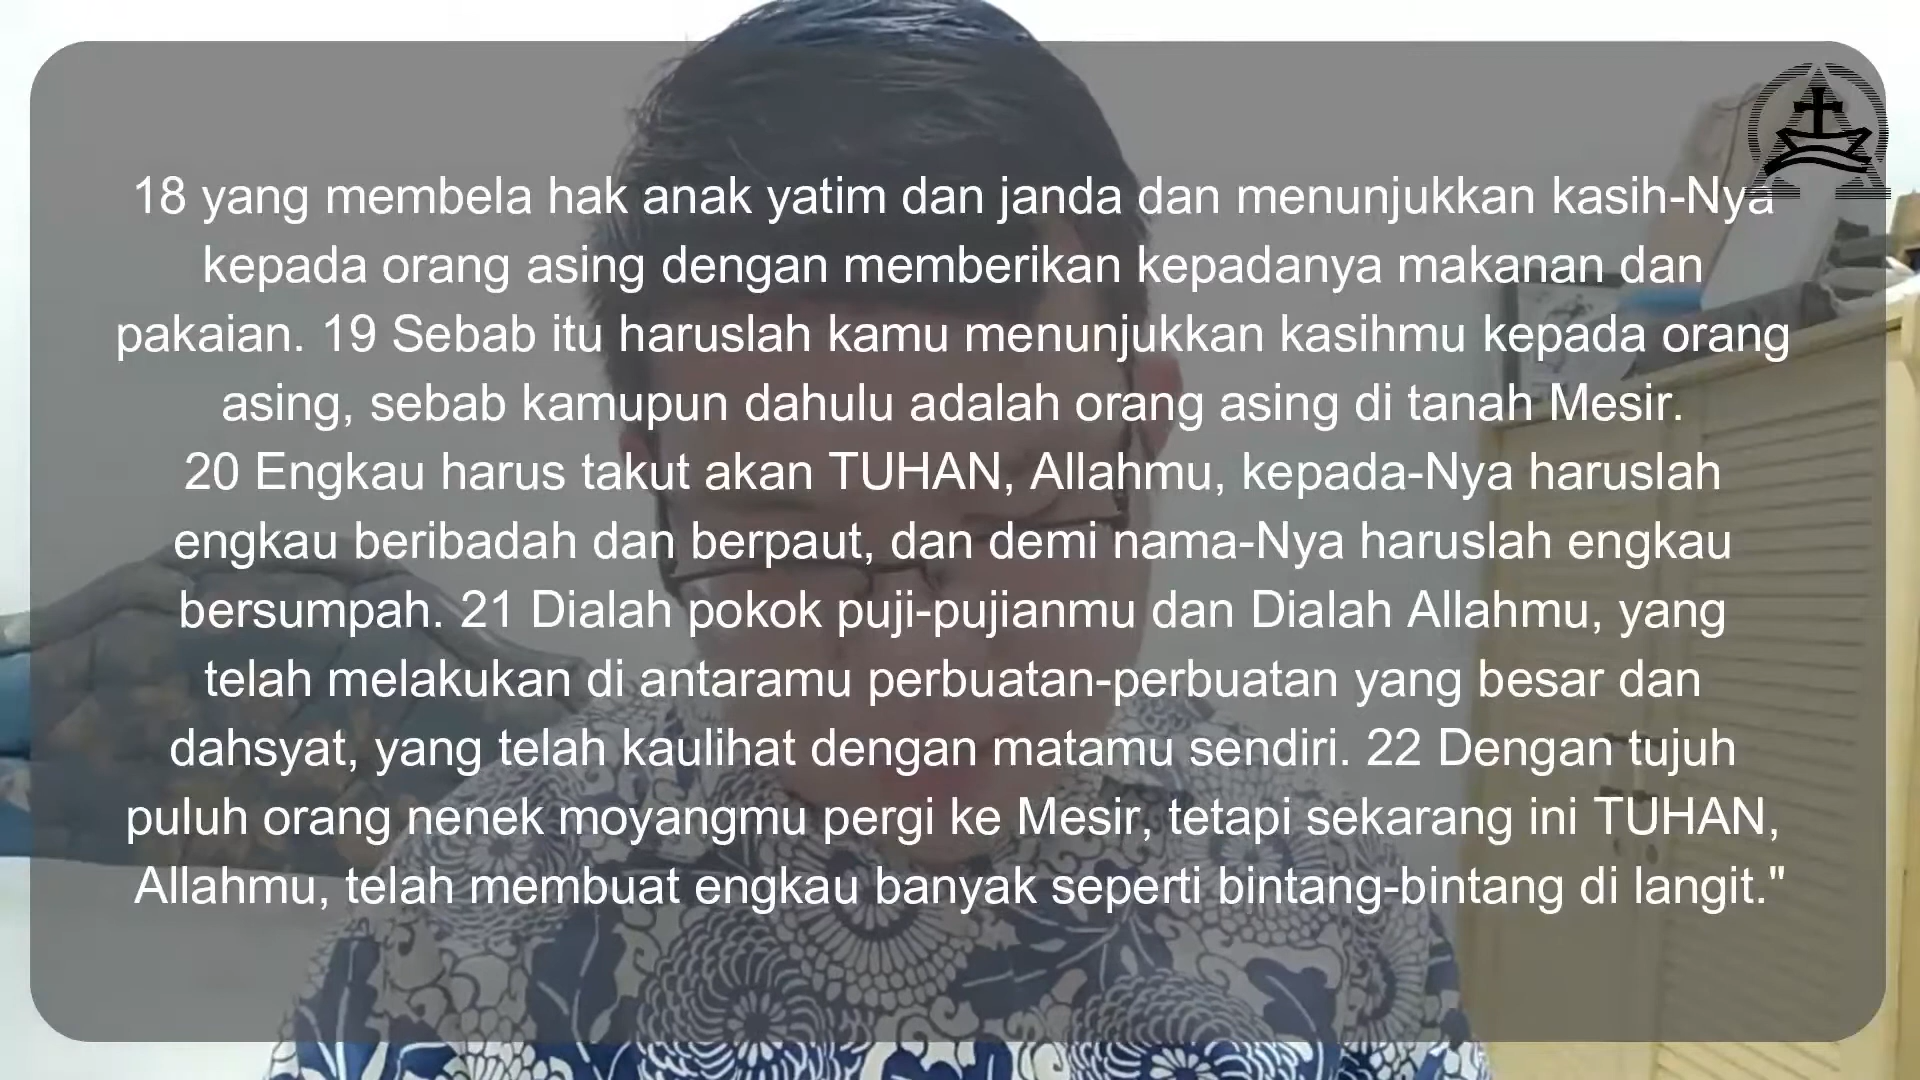 18 yang membela hak anak yatim dan janda dan menunjukkan kasih-Nya
kepada orang asing dengan memberikan kepadanya makanan dan
pakaian. 19 Sebab itu haruslah kamu menunjukkan kasihmu kepada orang
asing, sebab kamupun dahulu adalah orang asing di tanah Mesir.
20 Engkau harus takut akan TUHAN, Allahmu, kepada-Nya haruslah
engkau beribadah dan berpaut, dan demi nama-Nya haruslah engkau
bersumpah. 21 Dialah pokok puji-pujianmu dan Dialah Allahmu, yang
telah melakukan di antaramu perbuatan-perbuatan yang besar dan
dahsyat, yang telah kaulihat dengan matamu sendiri. 22 Dengan tujuh
puluh orang nenek moyangmu pergi ke Mesir, tetapi sekarang ini TUHAN,
Allahmu, telah membuat engkau banyak seperti bintang-bintang di langit."